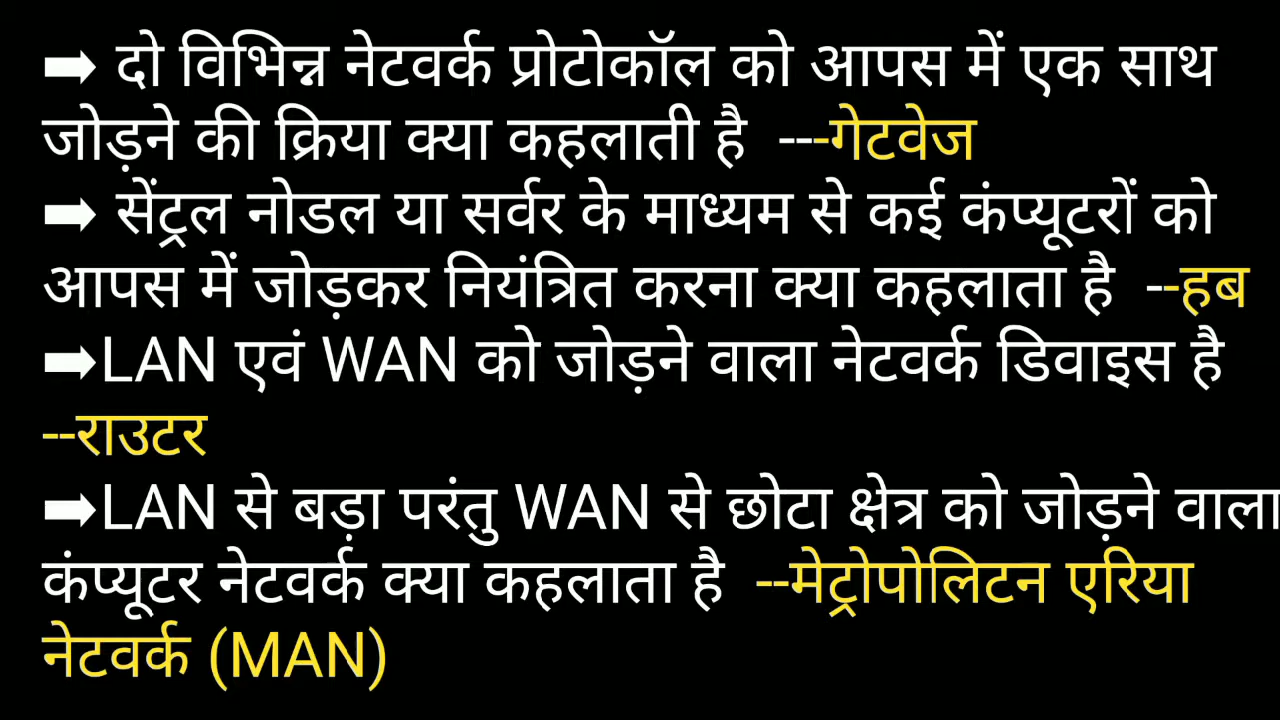 ➡ दो विभिन्न नेटवर्क प्रोटोकॉल को आपस में एक साथ
जोड़ने की क्रिया क्या कहलाती है ---गेटवेज
➡ सेंट्रल नोडल या सर्वर के माध्यम से कई कंप्यूटरों को
आपस में जोड़कर नियंत्रित करना क्या कहलाता है --हब
➡LAN एवं WAN को जोड़ने वाला नेटवर्क डिवाइस है
--राउटर
➡LAN से बड़ा परंतु WAN से छोटा क्षेत्र को जोड़ने वाला
कंप्यूटर नेटवर्क क्या कहलाता है --मेट्रोपोलिटन एरिया
नेटवर्क (MAN)